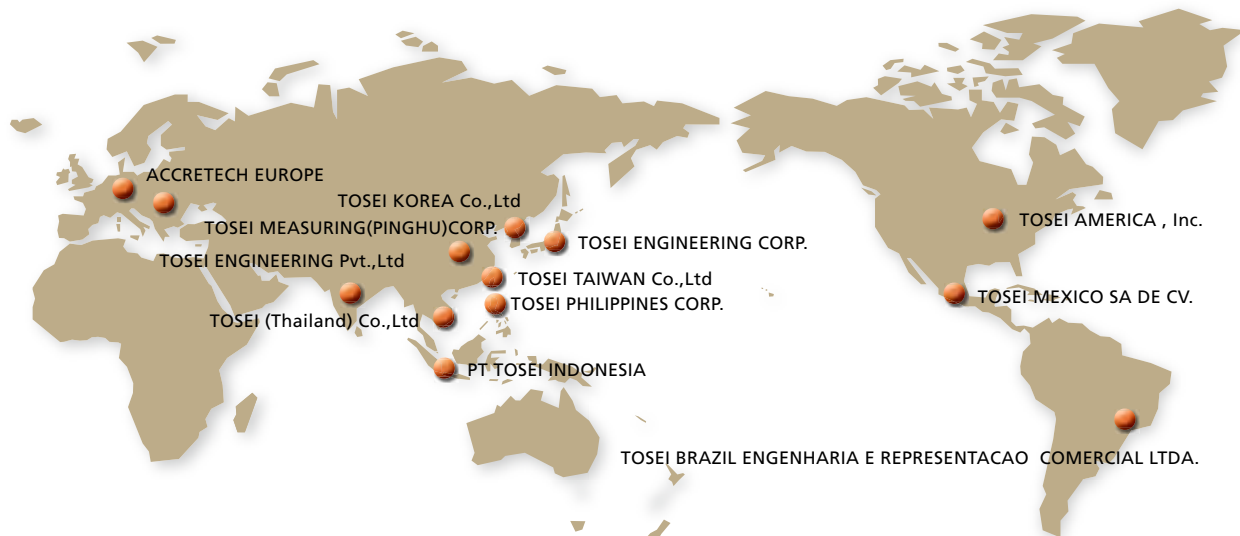 ACCRETECH EUROPE
TOSEI KOREA Co.,Ltd
TOSEI MEASURING(PINGHU)CORP.
TOSEI ENGINEERING CORP.
TOSEI AMERICA , Inc.
TOSEI ENGINEERING Pvt.,Ltd
TOSEI TAIWAN Co.,Ltd
TOSEI PHILIPPINES CORP.
TOSEI MEXICO SA DE CV.
TOSEI (Thailand) Co.,Ltd
PT TOSEI INDONESIA
TOSEI BRAZIL ENGENHARIA E REPRESENTACAO COMERCIAL LTDA.